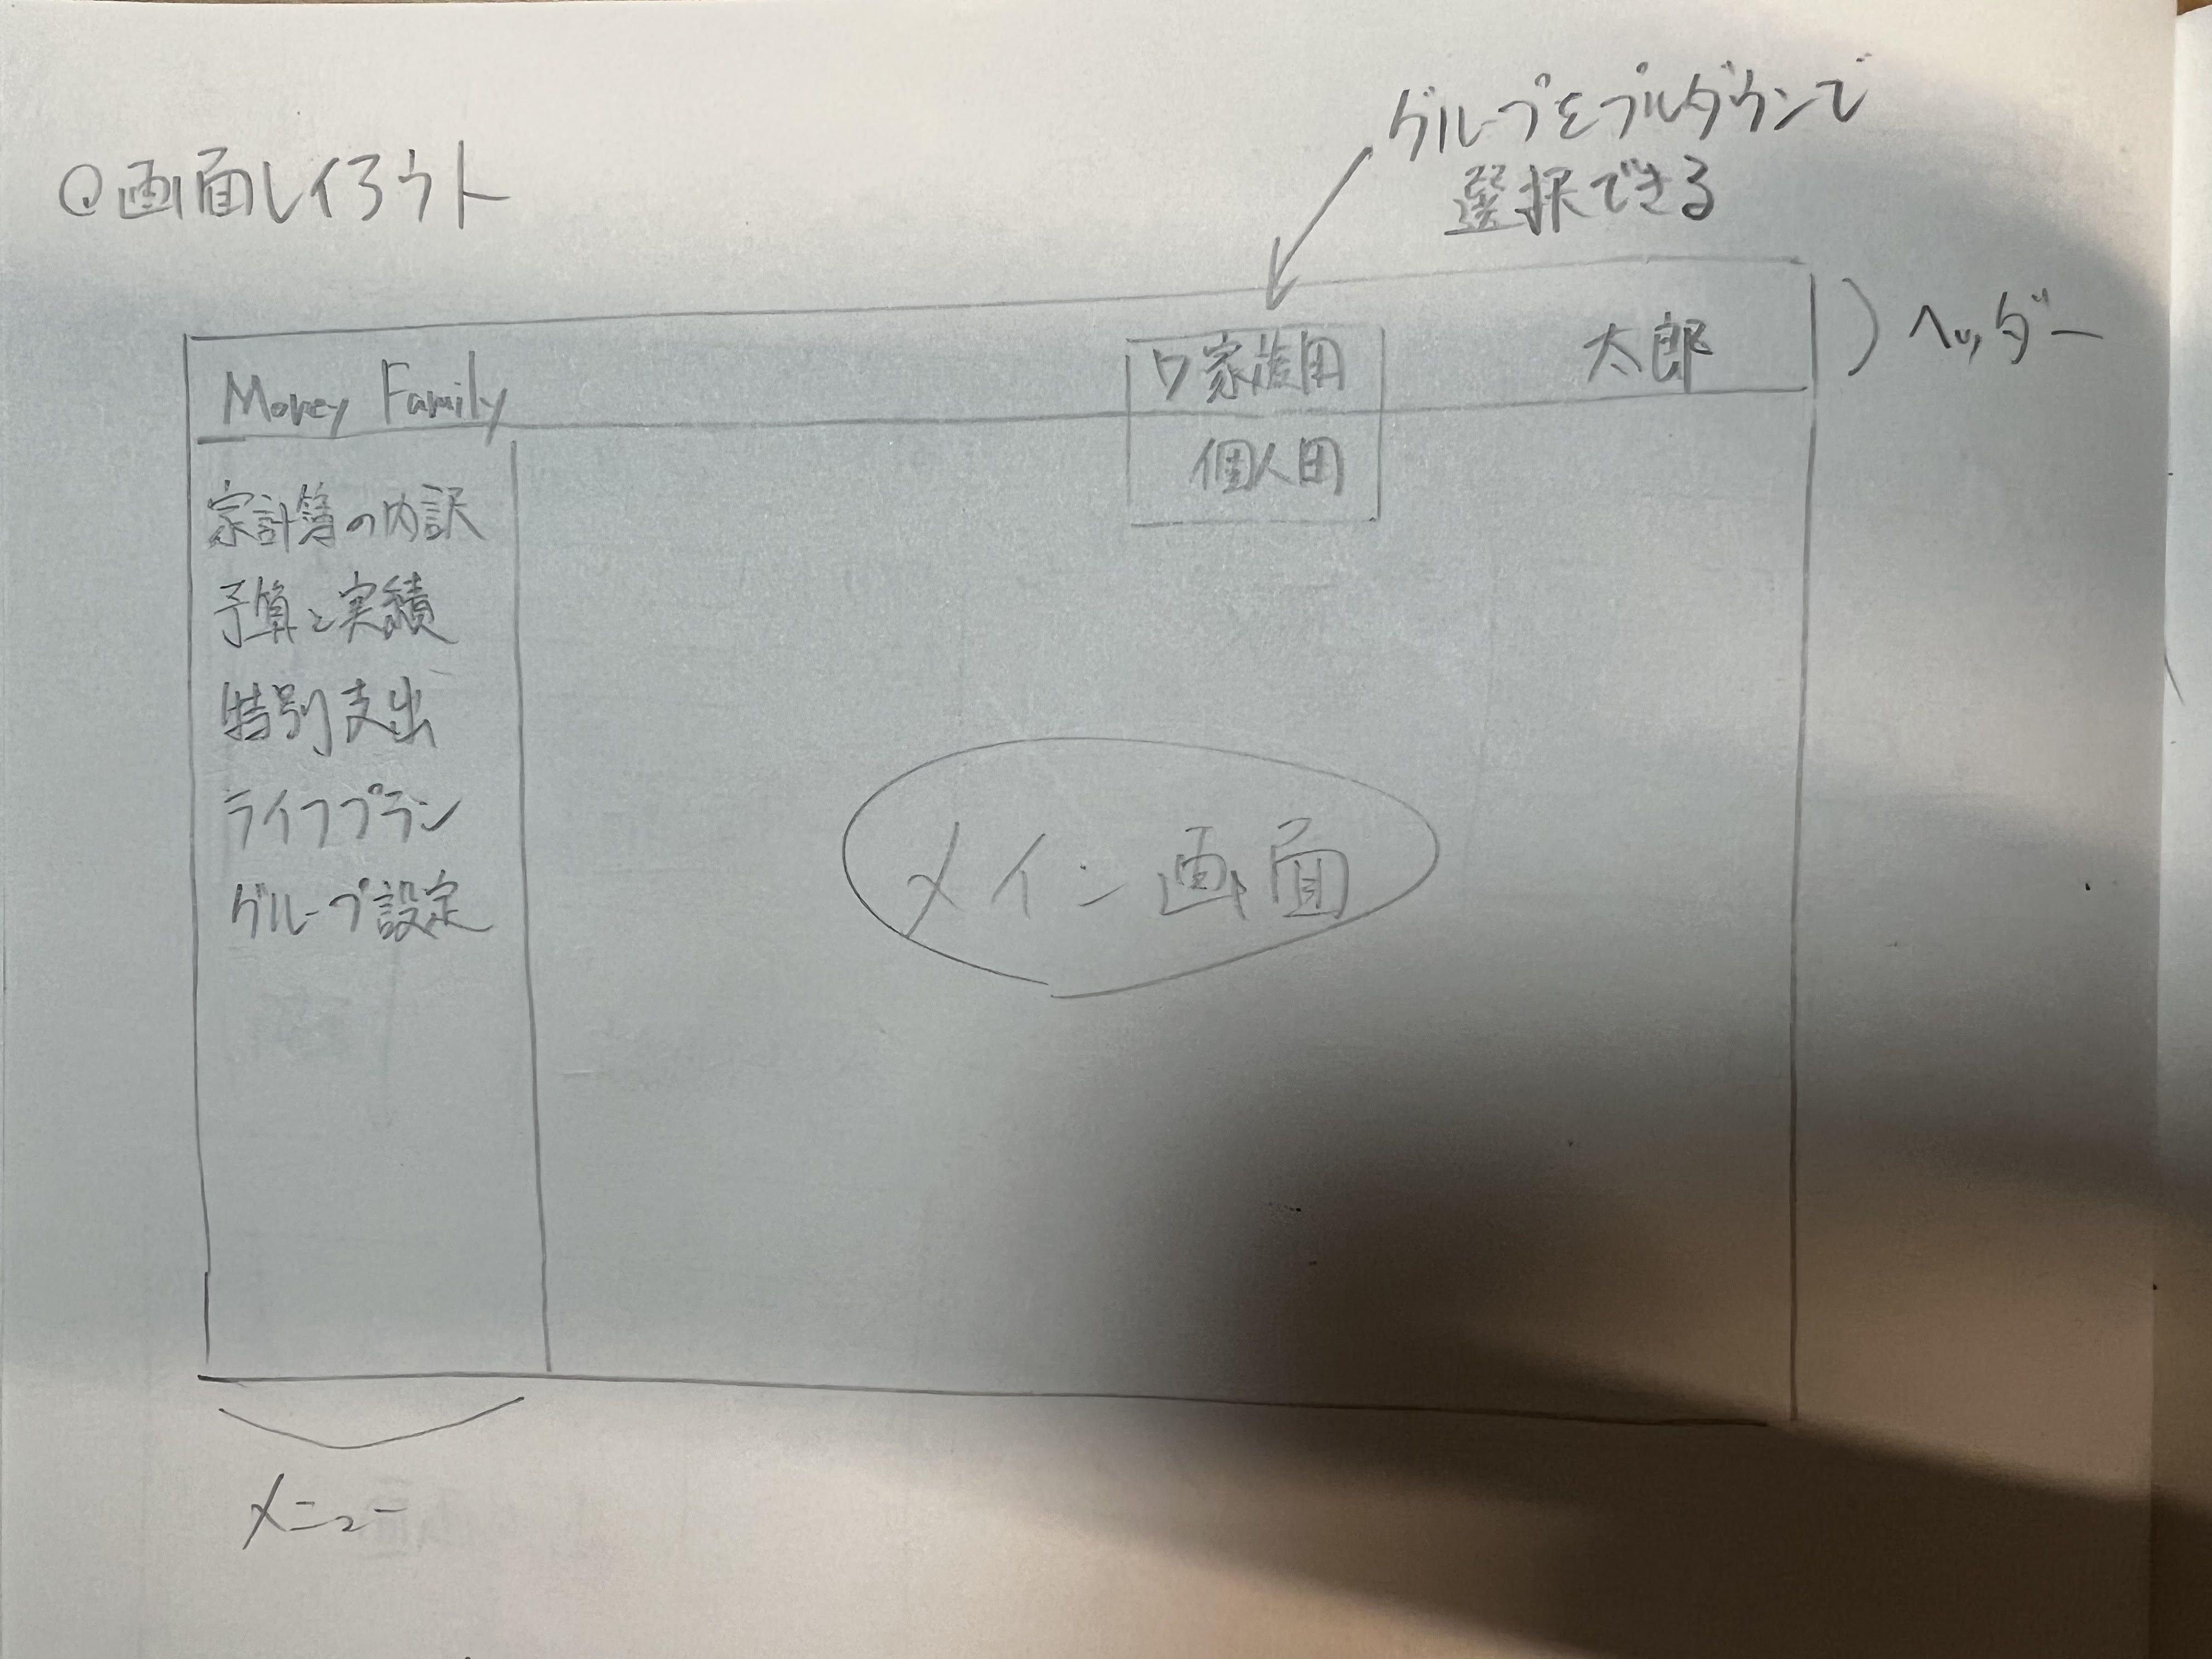 画面レイアウト
グループをプルダウンで
選択できる
Money Family
▽家族用
太郎
ヘッダー
個人用
家計簿の内訳
予算と実績
特別支出
ライフプラン
グループ設定
メイン画面
メニュー